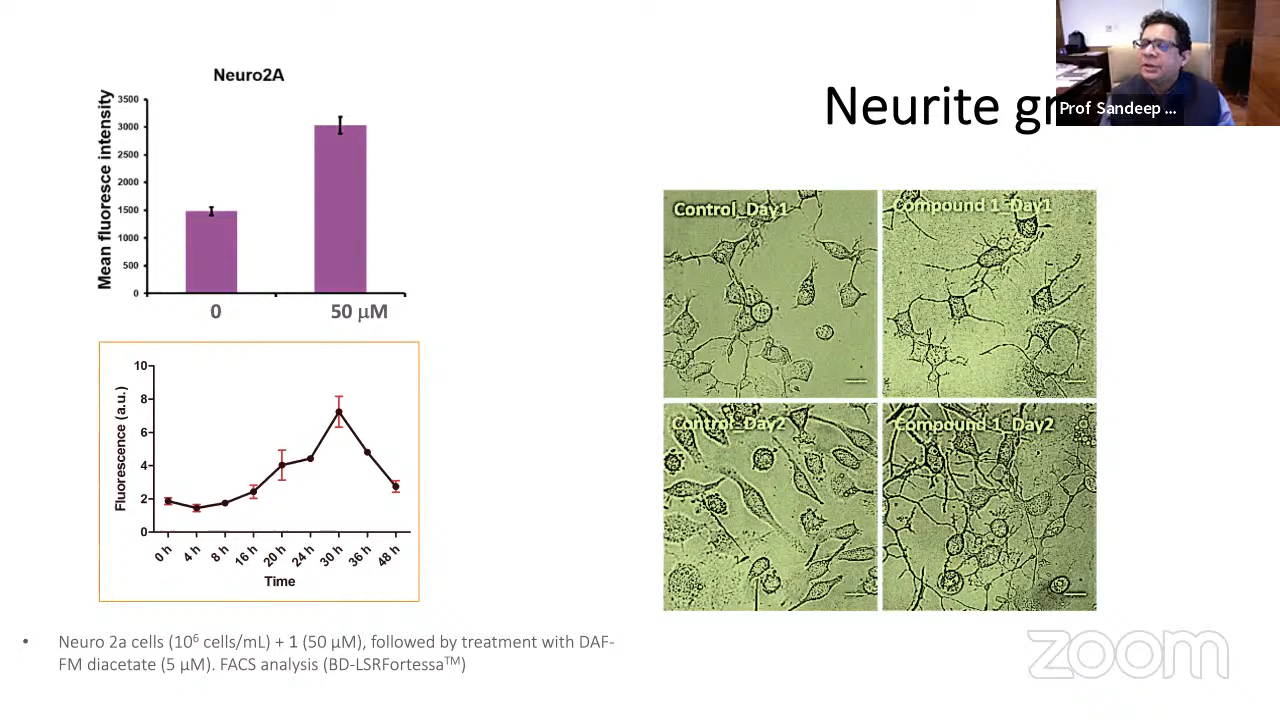 Neuro2A
Mean fluoresce intensity
3500
3000
2500
2000
1500
1000
500
0
0
50 μM
Neurite
Prof Sandeep ...
Control_Day1
Compound 1_Day1
Control_Day2
Compound 1_Day2
Fluorescence (a.u.)
10
8
6
4
2
0
0 h
4 h
8 h
16 h
20 h
24 h
30 h
36 h
48 h
Time
• Neuro 2a cells (10⁶ cells/mL) + 1 (50 μM), followed by treatment with DAF-
FM diacetate (5 μM). FACS analysis (BD-LSRFortessa™)
zoom